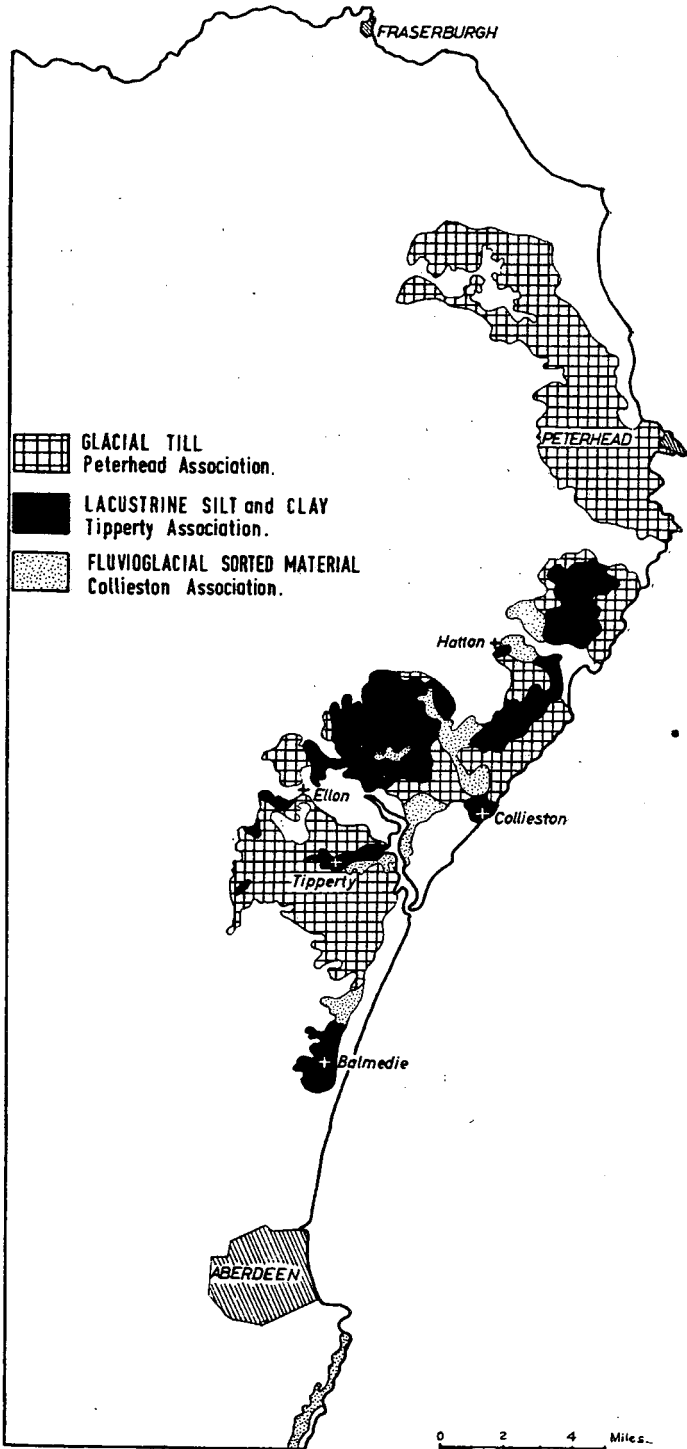 FRASERBURGH
GLACIAL TILL
Peterhead Association.
PETERHEAD
LACUSTRINE SILT and CLAY
Tipperty Association.
FLUVIOGLACIAL SORTED MATERIAL
Collieston Association.
Hatton
Ellon
Collieston
Tipperty
Balmedie
ABERDEEN
0 2 4 Miles.